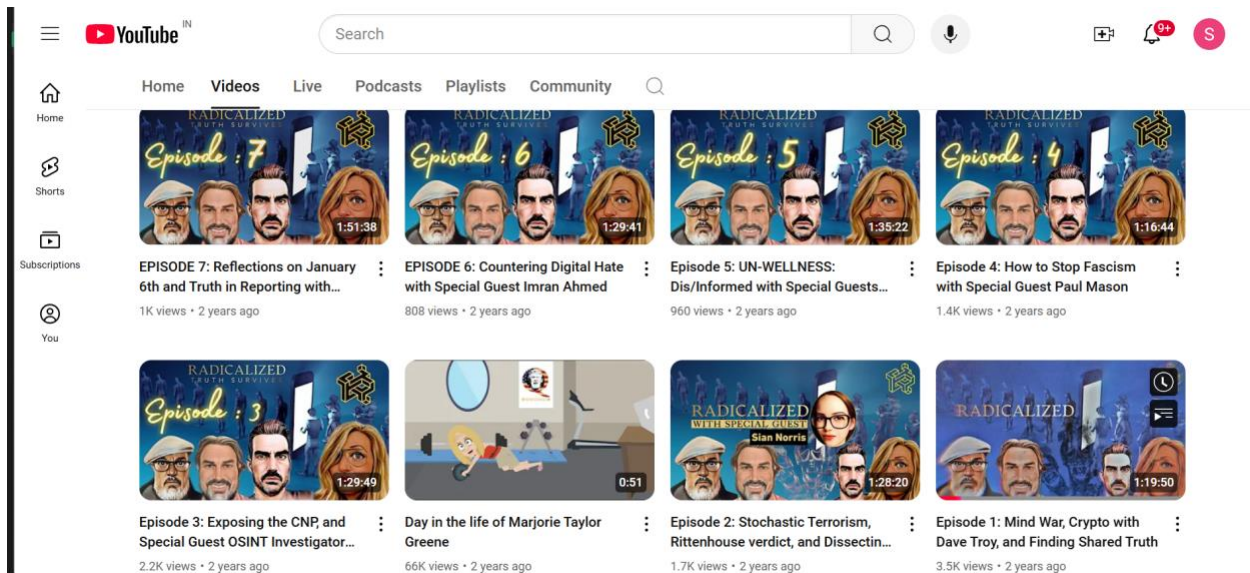 YouTube IN
Search
9+
S
Home Videos Live Podcasts Playlists Community
Home
Shorts
Subscriptions
You
RADICALIZED
TRUTH SURVIVES
Episode : 7
1:51:38
RADICALIZED
TRUTH SURVIVES
Episode : 6
1:29:41
RADICALIZED
TRUTH SURVIVES
Episode : 5
1:35:22
RADICALIZED
TRUTH SURVIVES
Episode : 4
1:16:44
EPISODE 7: Reflections on January
6th and Truth in Reporting with...
1K views • 2 years ago
EPISODE 6: Countering Digital Hate
with Special Guest Imran Ahmed
808 views • 2 years ago
Episode 5: UN-WELLNESS:
Dis/Informed with Special Guests...
960 views • 2 years ago
Episode 4: How to Stop Fascism
with Special Guest Paul Mason
1.4K views • 2 years ago
RADICALIZED
TRUTH SURVIVES
Episode : 3
1:29:49
0:51
RADICALIZED
WITH SPECIAL GUEST
Sian Norris
1:28:20
RADICALIZED
1:19:50
Episode 3: Exposing the CNP, and
Special Guest OSINT Investigator...
2.2K views • 2 years ago
Day in the life of Marjorie Taylor
Greene
66K views • 2 years ago
Episode 2: Stochastic Terrorism,
Rittenhouse verdict, and Dissectin...
1.7K views • 2 years ago
Episode 1: Mind War, Crypto with
Dave Troy, and Finding Shared Truth
3.5K views • 2 years ago